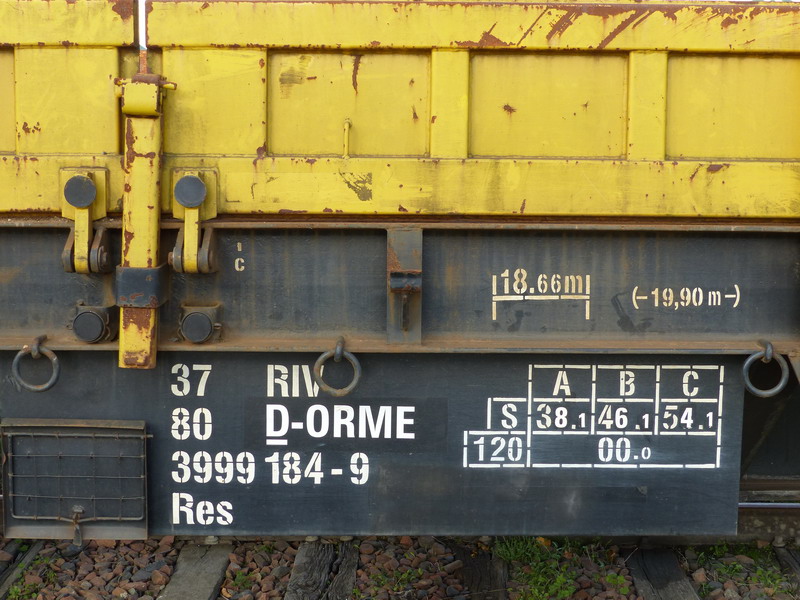 C
18.66m (-19,90 m-)
37 RIV
80 D-ORME
3999 184-9
Res
A B C
S 38.1 46.1 54.1
120 00.0